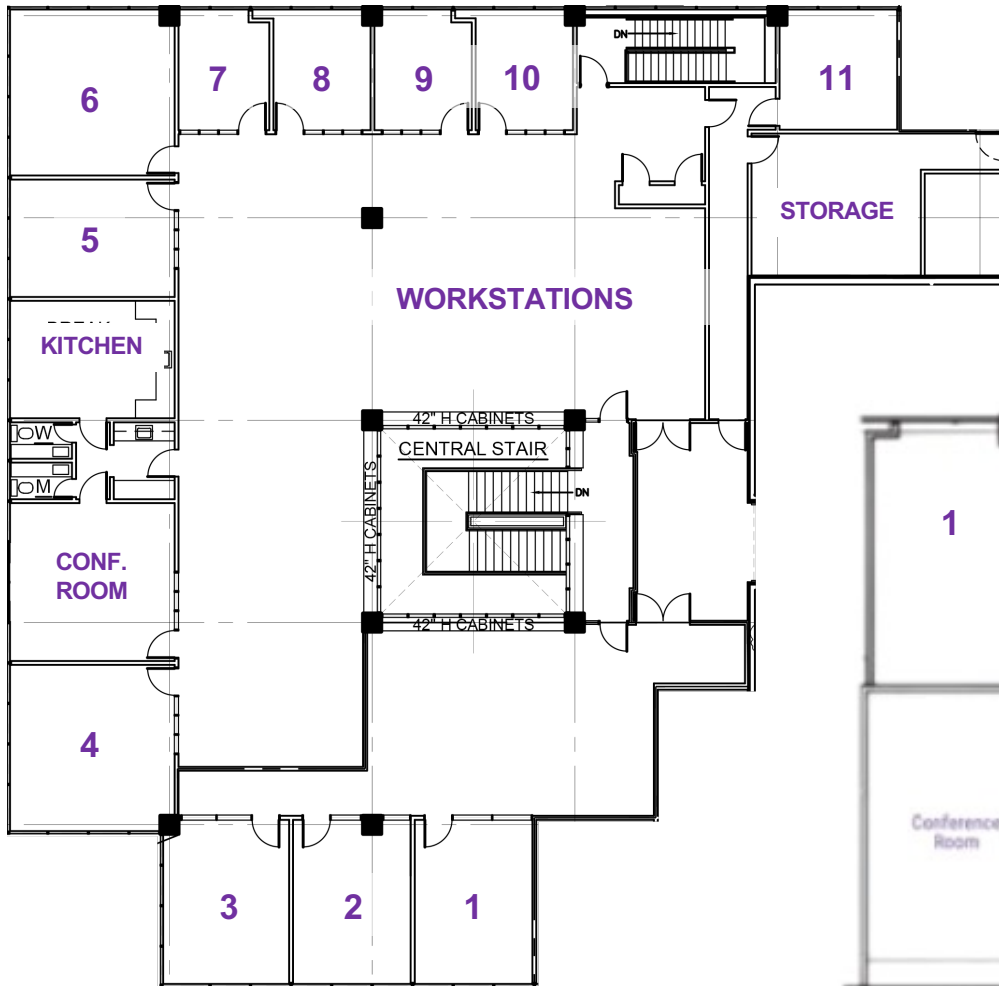 DN
6
7
8
9
10
11
5
STORAGE
WORKSTATIONS
KITCHEN
42" H CABINETS
W
CENTRAL STAIR
M
42" H CABINETS
DN
1
CONF.
ROOM
42" H CABINETS
4
Conference
Room
3
2
1